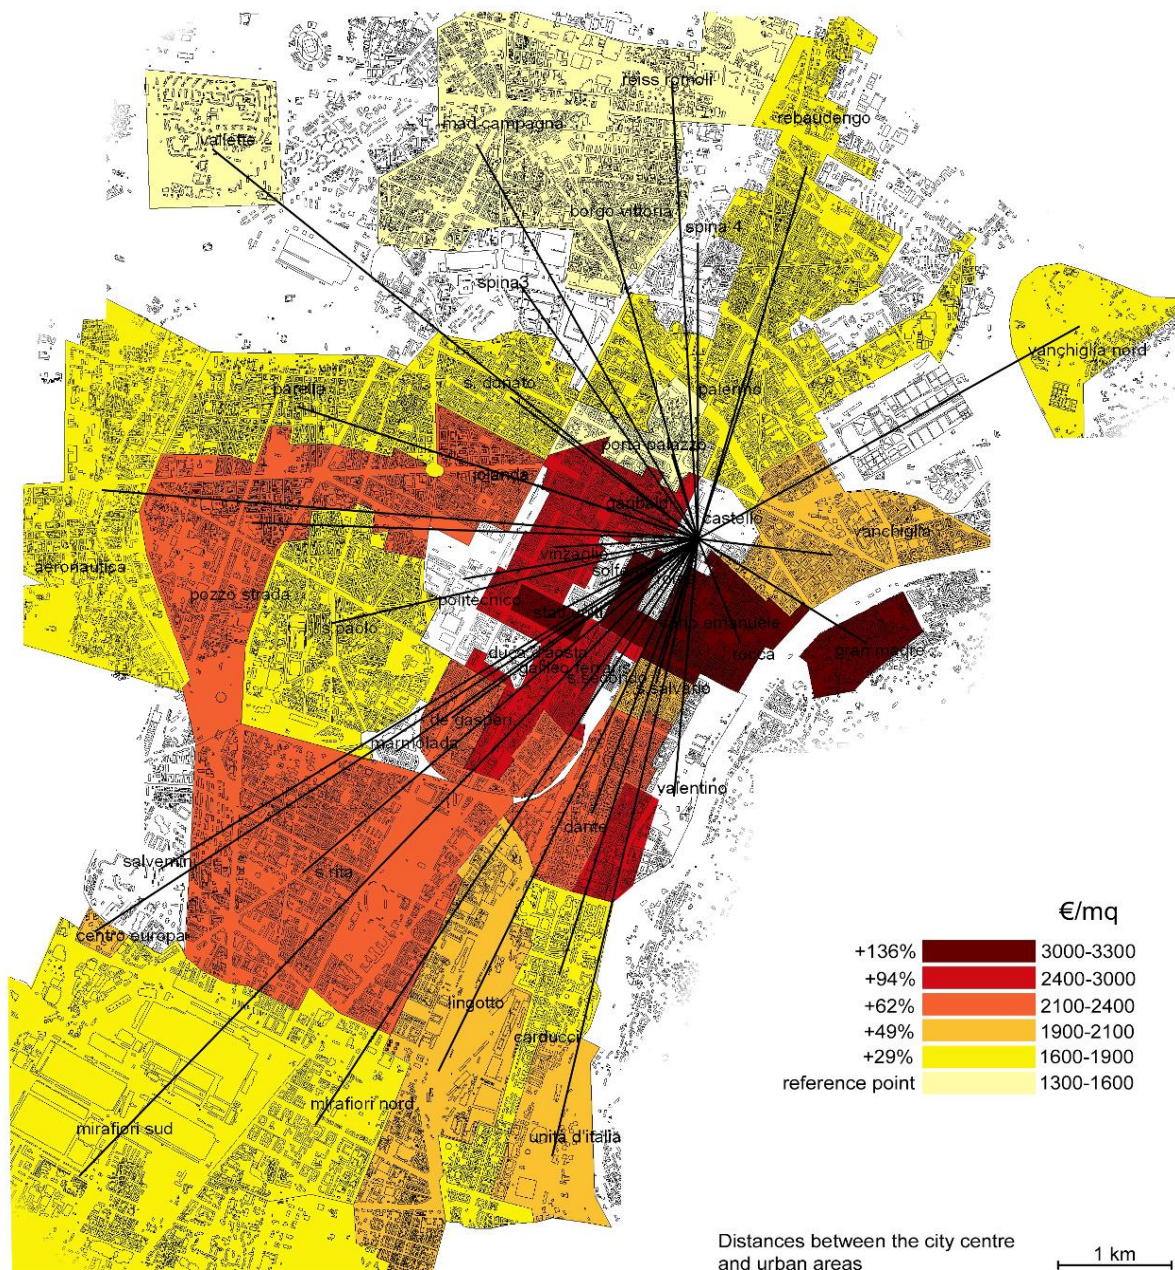 reiss romoli
rebaudengo
mad.campagna
vallette
borgo vittoria
spina 4
spina3
vanchiglia nord
s. donato
parella
palermo
porta palazzo
iolanda
garibaldi
castello
vanchiglia
vinzaglio
aeronautica
pozzo strada
politecnico
s.paolo
carlo emanuele
rocca
gran madre
duca d'aosta
galileo ferraris
s.secondo
s.salvario
de gasperi
marmolada
valentino
dante
salvemini
s.rita
€/mq
centro europa
+136% 3000-3300
+94% 2400-3000
+62% 2100-2400
+49% 1900-2100
+29% 1600-1900
reference point 1300-1600
lingotto
carducci
mirafiori nord
mirafiori sud
unità d'italia
Distances between the city centre
and urban areas
1 km